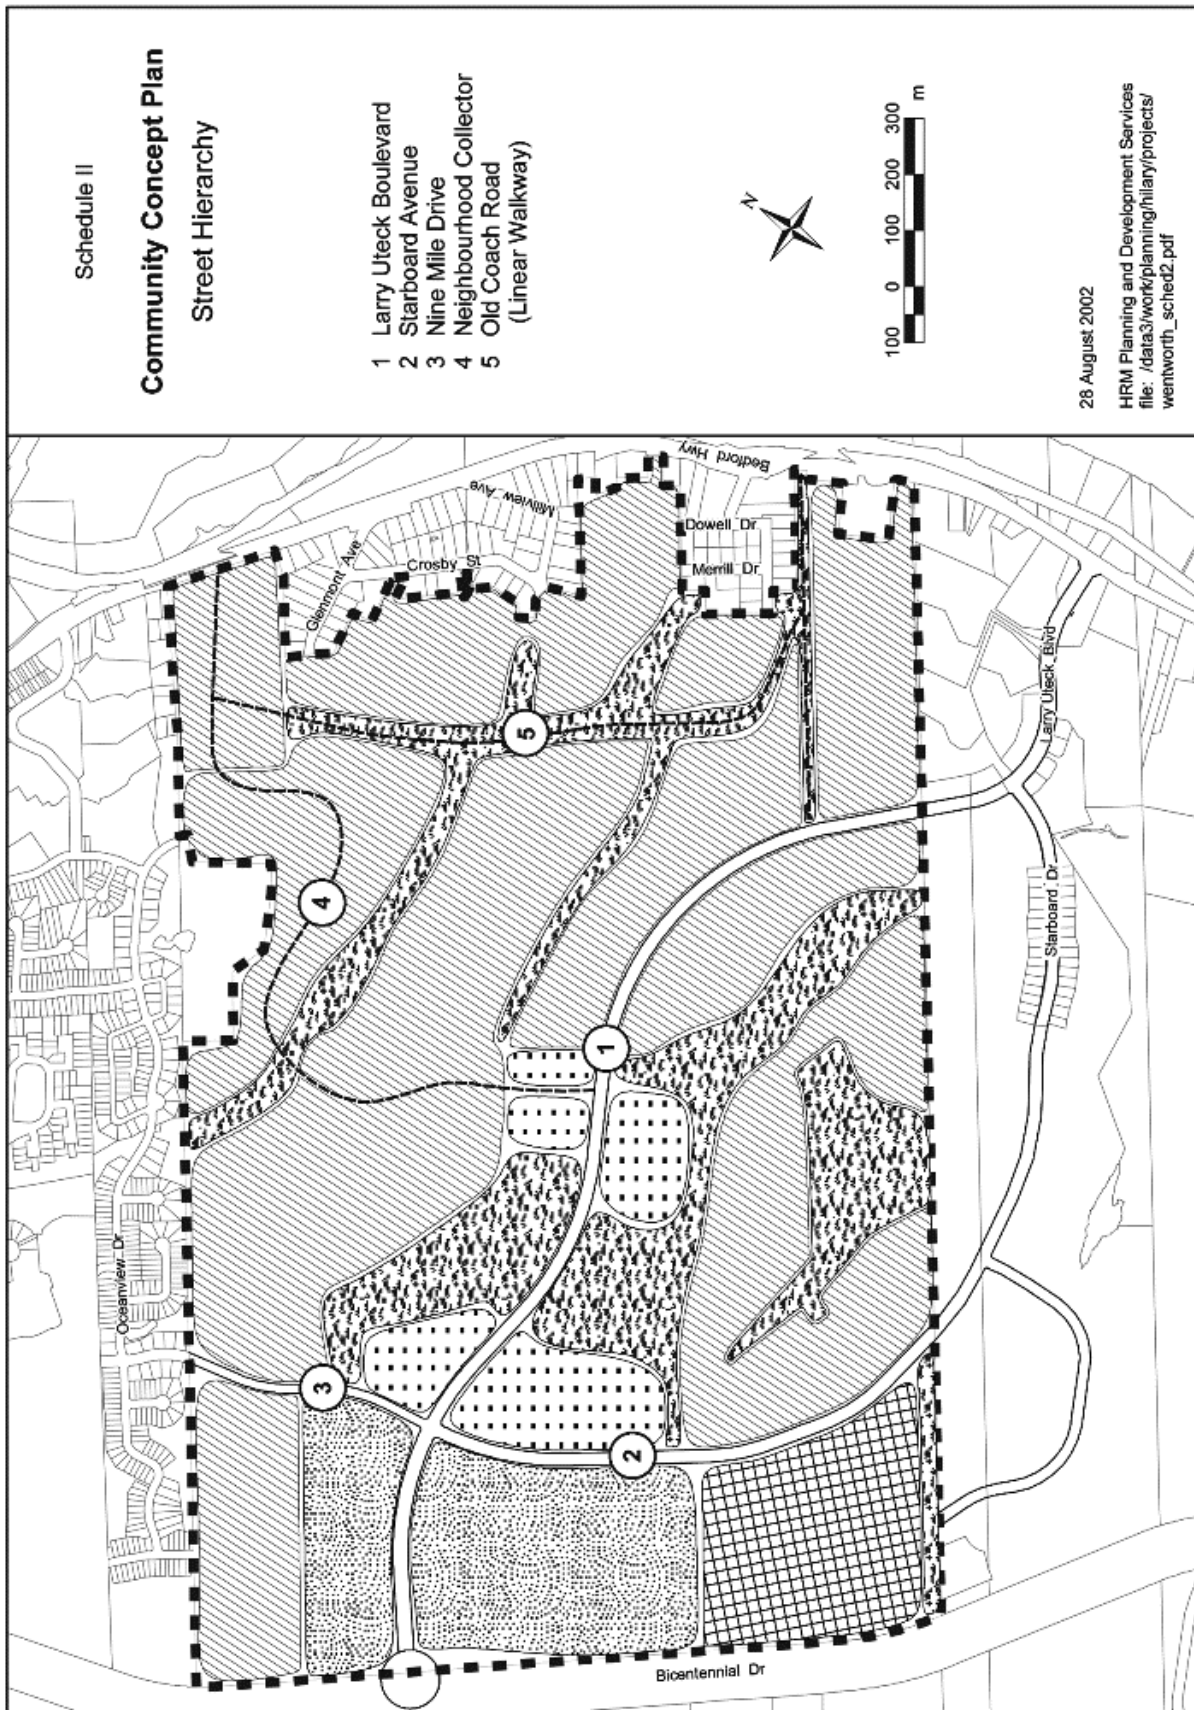 Schedule II
Community Concept Plan
Street Hierarchy
1 Larry Uteck Boulevard
2 Starboard Avenue
3 Nine Mile Drive
4 Neighbourhood Collector
5 Old Coach Road
(Linear Walkway)
N
100 0 100 200 300
m
28 August 2002
HRM Planning and Development Services
file: /data3/work/planning/hilary/projects/
wentworth_sched2.pdf
Bedford Hwy
Millview Ave
Glenmont Ave
Crosby St
Dowell Dr
Merrill Dr
Larry Uteck Blvd
Starboard Dr
Oceanview Dr
Bicentennial Dr
1
2
3
4
5